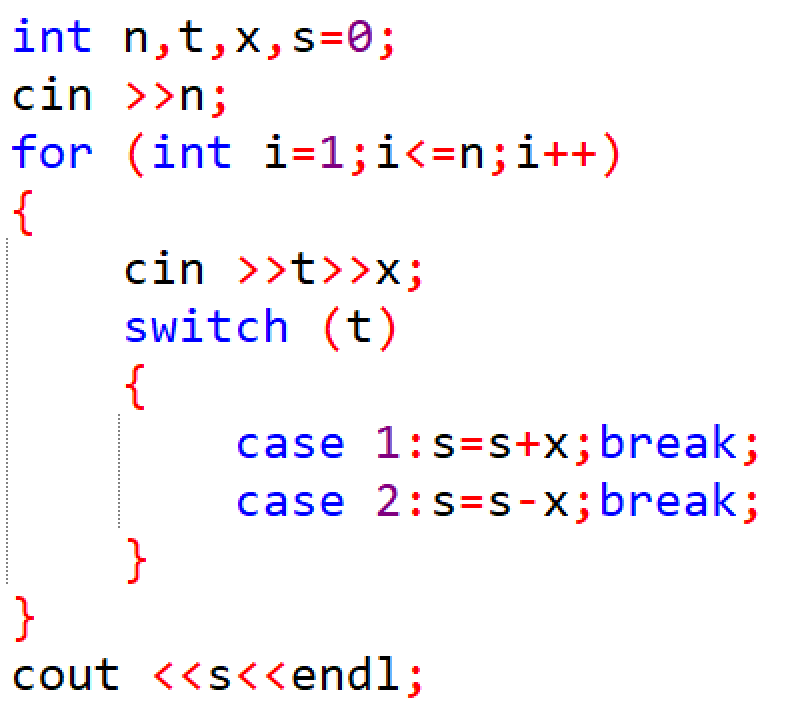 int n,t,x,s=0;
cin >>n;
for (int i=1;i<=n;i++)
{
cin >>t>>x;
switch (t)
{
case 1:s=s+x;break;
case 2:s=s-x;break;
}
}
cout <<s<<endl;